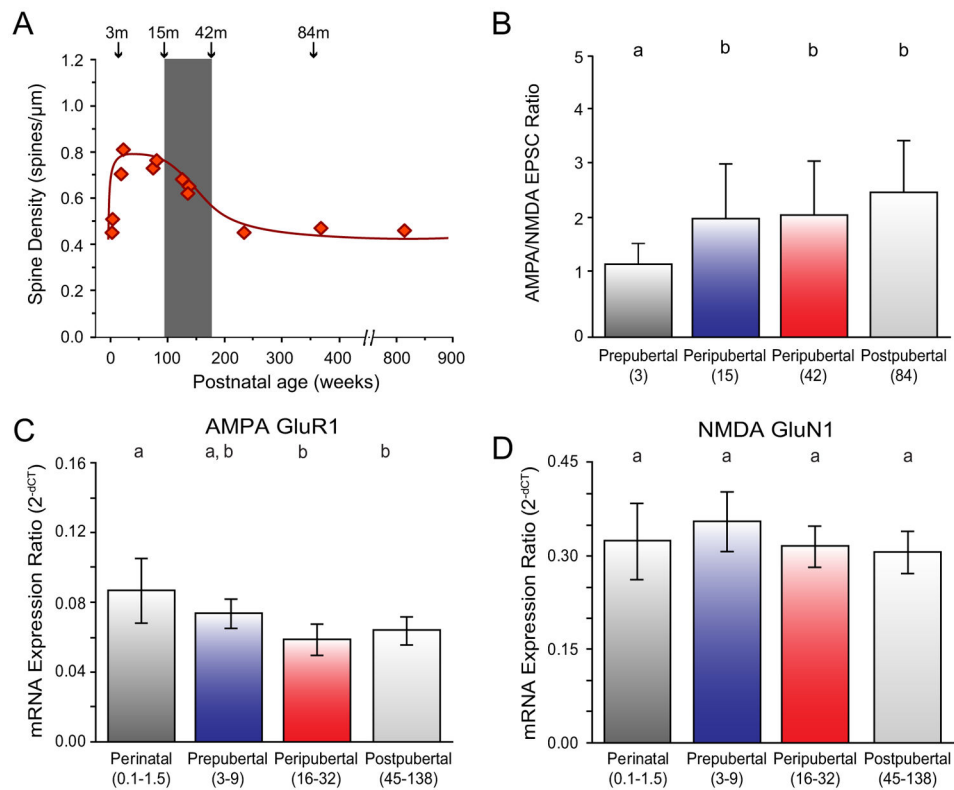 A
3m 15m 42m 84m
1.2
1.0
0.8
0.6
0.4
0.2
0.0
Spine Density (spines/µm)
0 100 200 300 400 800 900
Postnatal age (weeks)
B
a b b b
5
4
3
2
1
0
AMPA/NMDA EPSC Ratio
Prepubertal Peripubertal Peripubertal Postpubertal
(3) (15) (42) (84)
C
AMPA GluR1
a a, b b b
0.16
0.12
0.08
0.04
0.00
mRNA Expression Ratio (2-dCT)
Perinatal Prepubertal Peripubertal Postpubertal
(0.1-1.5) (3-9) (16-32) (45-138)
D
NMDA GluN1
a a a a
0.45
0.30
0.15
0.00
mRNA Expression Ratio (2-dCT)
Perinatal Prepubertal Peripubertal Postpubertal
(0.1-1.5) (3-9) (16-32) (45-138)